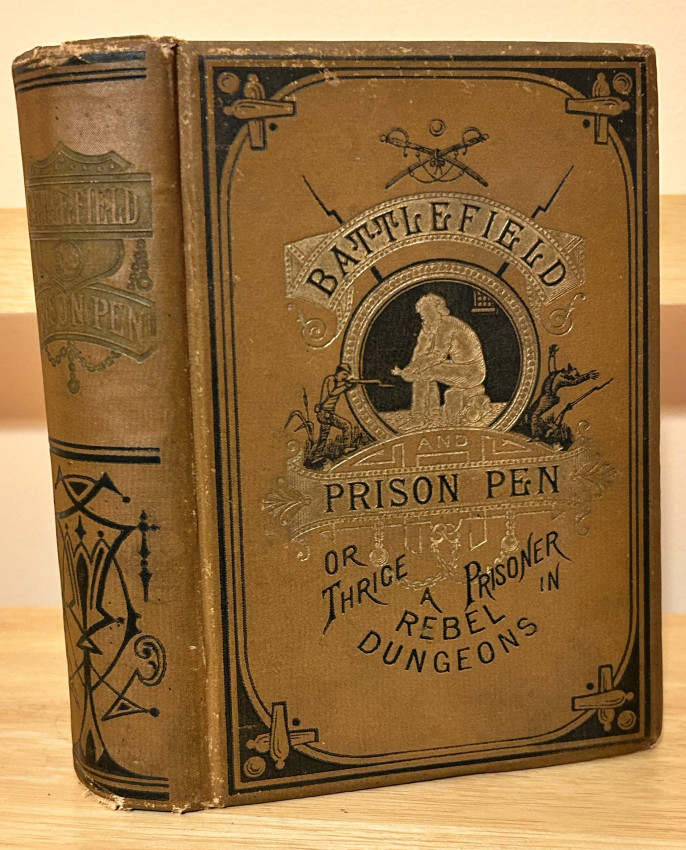 BATTLEFIELD
PRISON PEN
BATTLEFIELD
AND
PRISON PEN
OR
THRICE A PRISONER IN
REBEL
DUNGEONS